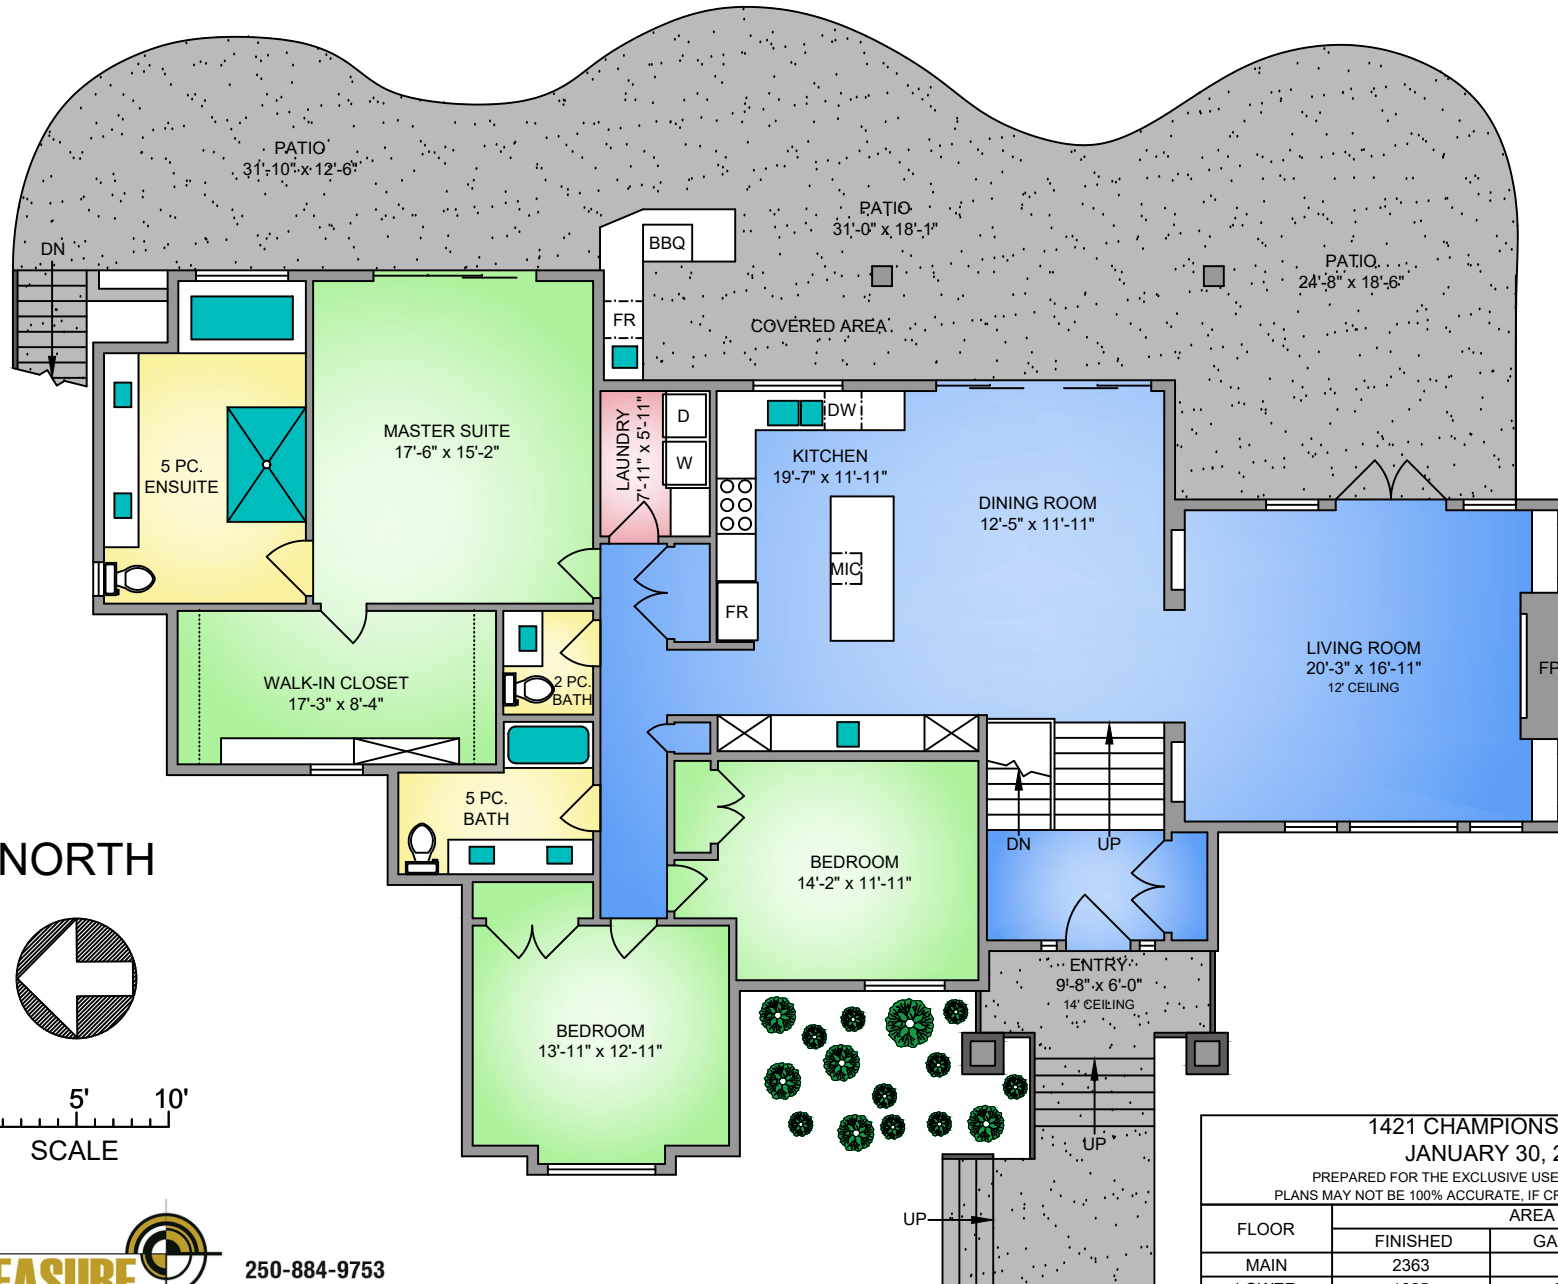 PATIO
31'-10" x 12'-6"
PATIO
31'-0" x 18'-1"
PATIO
24'-8" x 18'-6"
DN
BBQ
FR
COVERED AREA
LAUNDRY
7'-11" x 5'-11"
D
W
DW
MASTER SUITE
17'-6" x 15'-2"
5 PC.
ENSUITE
KITCHEN
19'-7" x 11'-11"
DINING ROOM
12'-5" x 11'-11"
MIC
FR
LIVING ROOM
20'-3" x 16'-11"
12' CEILING
FP
WALK-IN CLOSET
17'-3" x 8'-4"
2 PC.
BATH
5 PC.
BATH
BEDROOM
14'-2" x 11'-11"
DN
UP
NORTH
ENTRY
9'-8" x 6'-0"
14' CEILING
BEDROOM
13'-11" x 12'-11"
5'
10'
SCALE
UP
UP
1421 CHAMPIONS
JANUARY 30, 2
PREPARED FOR THE EXCLUSIVE USE
PLANS MAY NOT BE 100% ACCURATE, IF
FLOOR
AREA
FINISHED
GA
MAIN
2363
EASURE
250-884-9753